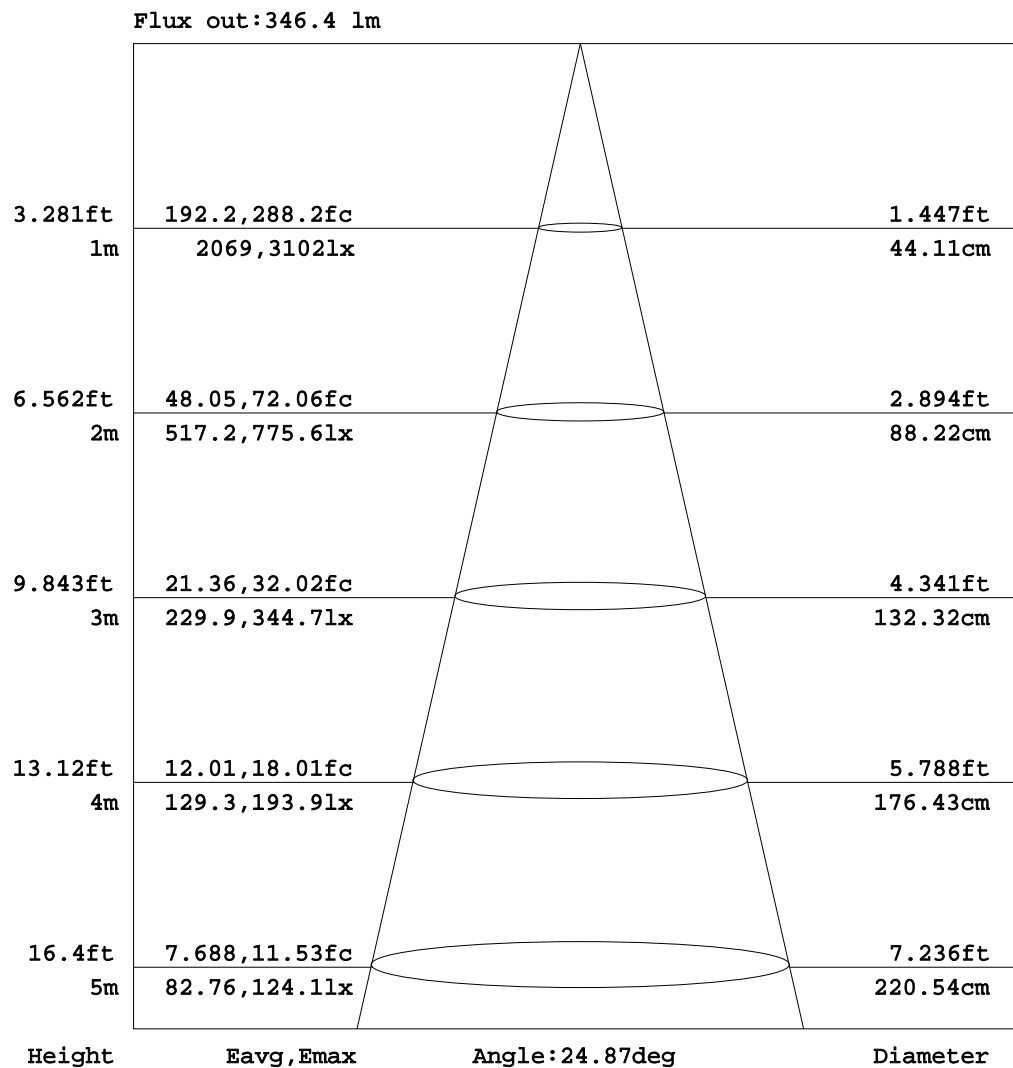 Flux out:346.4 lm
3.281ft 192.2,288.2fc 1.447ft
1m 2069,3102lx 44.11cm
6.562ft 48.05,72.06fc 2.894ft
2m 517.2,775.6lx 88.22cm
9.843ft 21.36,32.02fc 4.341ft
3m 229.9,344.7lx 132.32cm
13.12ft 12.01,18.01fc 5.788ft
4m 129.3,193.9lx 176.43cm
16.4ft 7.688,11.53fc 7.236ft
5m 82.76,124.1lx 220.54cm
Height Eavg,Emax Angle:24.87deg Diameter